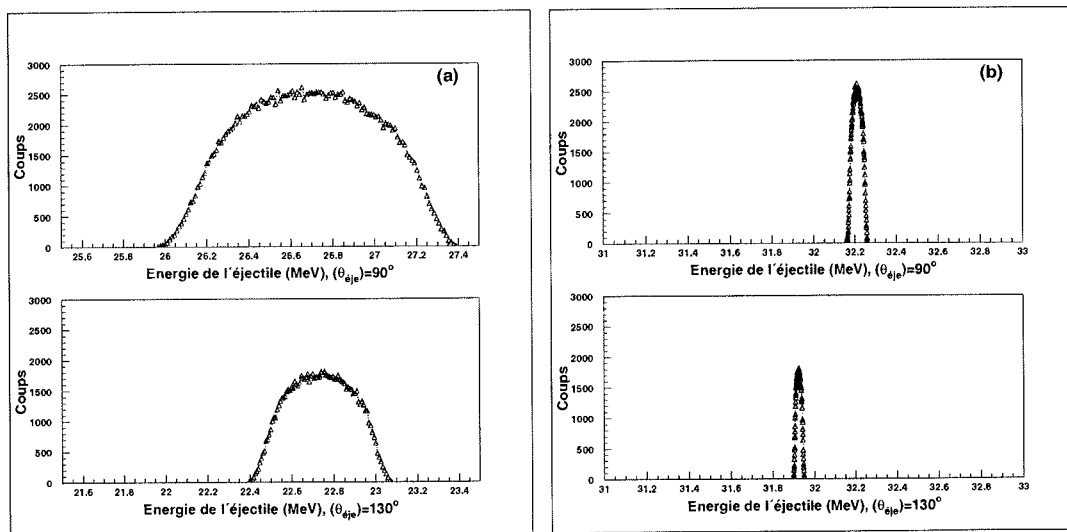 (a)
3000
2500
2000
1500
1000
500
0
Coups
25.6 25.8 26 26.2 26.4 26.6 26.8 27 27.2 27.4
Energie de l´éjectile (MeV), (θéje)=90°
3000
2500
2000
1500
1000
500
0
Coups
21.6 21.8 22 22.2 22.4 22.6 22.8 23 23.2 23.4
Energie de l´éjectile (MeV), (θéje)=130°
(b)
3000
2500
2000
1500
1000
500
0
Coups
31 31.2 31.4 31.6 31.8 32 32.2 32.4 32.6 32.8 33
Energie de l´éjectile (MeV), (θéje)=90°
3000
2500
2000
1500
1000
500
0
Coups
31 31.2 31.4 31.6 31.8 32 32.2 32.4 32.6 32.8 33
Energie de l´éjectile (MeV), (θéje)=130°